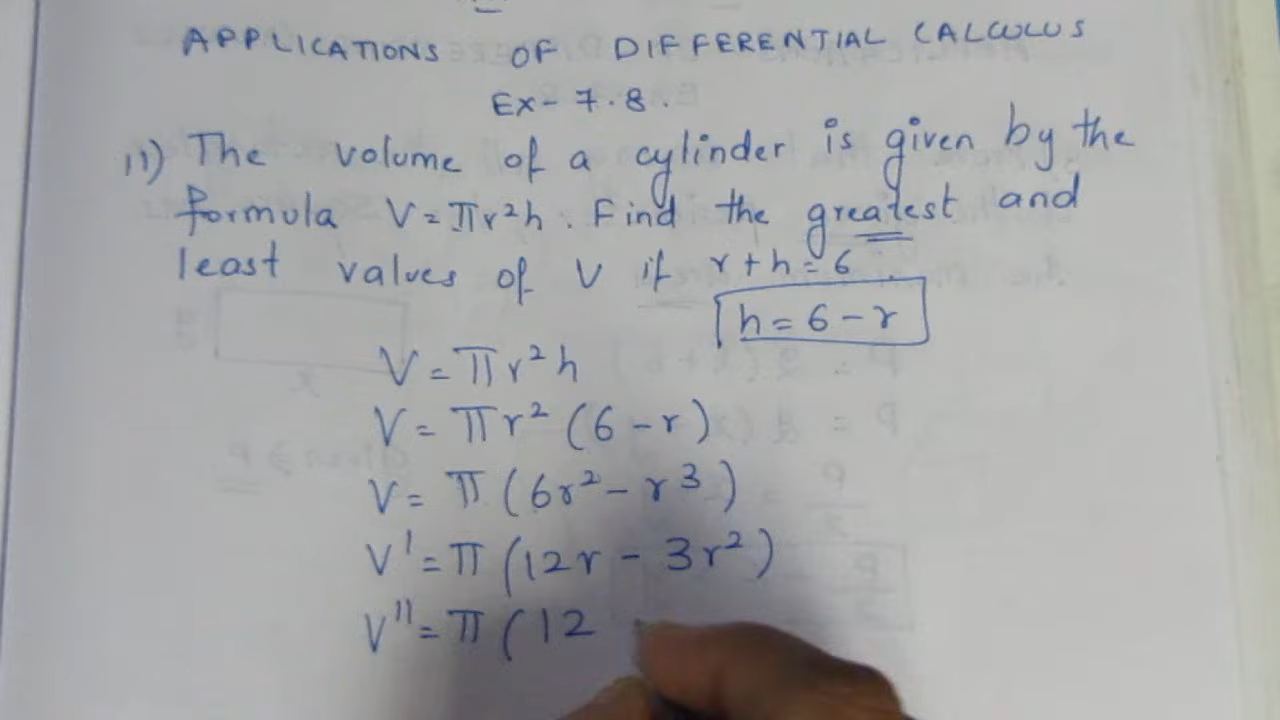 APPLICATIONS OF DIFFERENTIAL CALCULUS
EX- 7.8.
11) The volume of a cylinder is given by the
formula V = πr²h. Find the greatest and
least values of V if r + h = 6.
h = 6 - r
V = πr²h
V = πr² (6 - r)
V = π (6r² - r³)
V' = π (12r - 3r²)
V'' = π (12